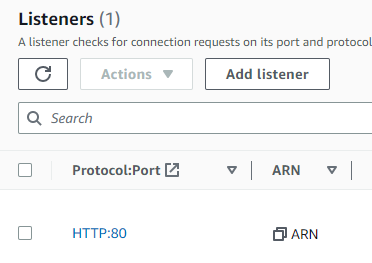 Listeners (1)
A listener checks for connection requests on its port and protocol
Actions
Add listener
Search
Protocol:Port
ARN
HTTP:80
ARN